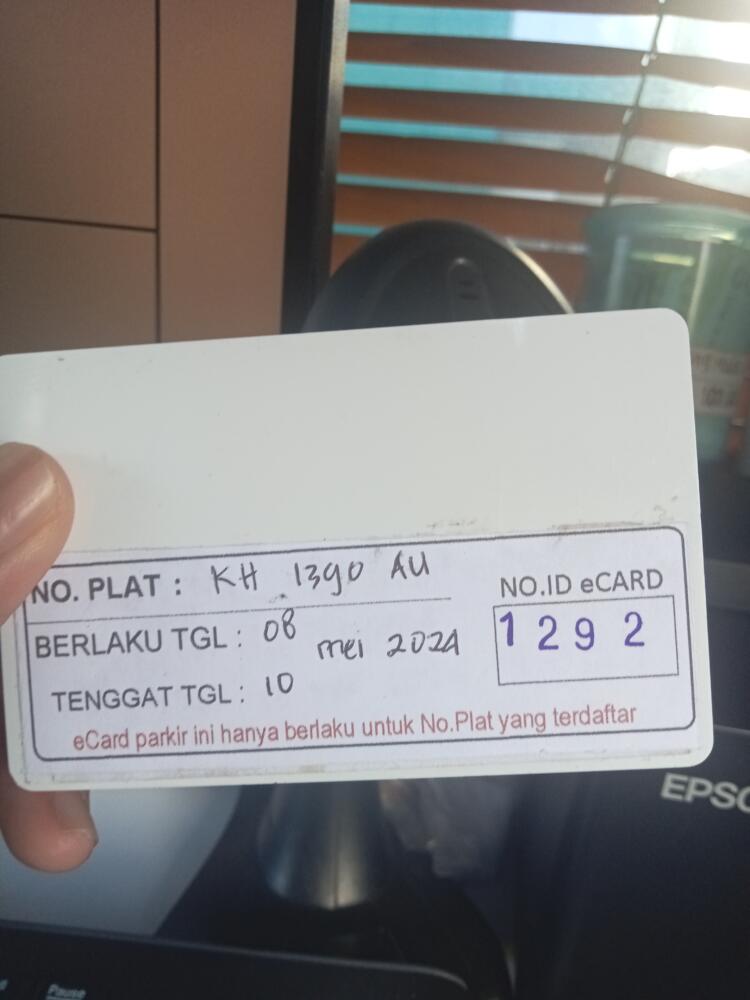 NO. PLAT : KH 1390 AU
BERLAKU TGL : 08
mei 2024
TENGGAT TGL : 10
NO.ID eCARD
1292
eCard parkir ini hanya berlaku untuk No.Plat yang terdaftar
EPSO
Pause